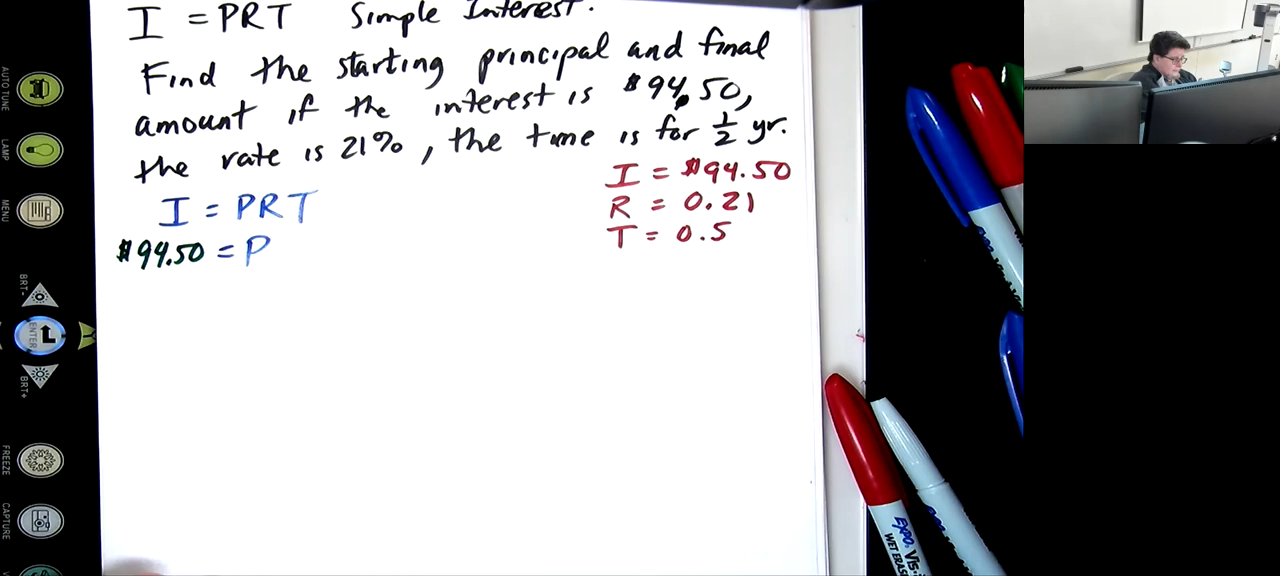 I = PRT Simple Interest.
Find the starting principal and final
amount if the interest is $94.50,
the rate is 21%, the time is for 1/2 yr.
I = PRT
$94.50 = P
I = $94.50
R = 0.21
T = 0.5
AUTO TUNE
LAMP
MENU
BRT-
ENTER
BRT+
FREEZE
CAPTURE
EXPO Vis
WET ERASE